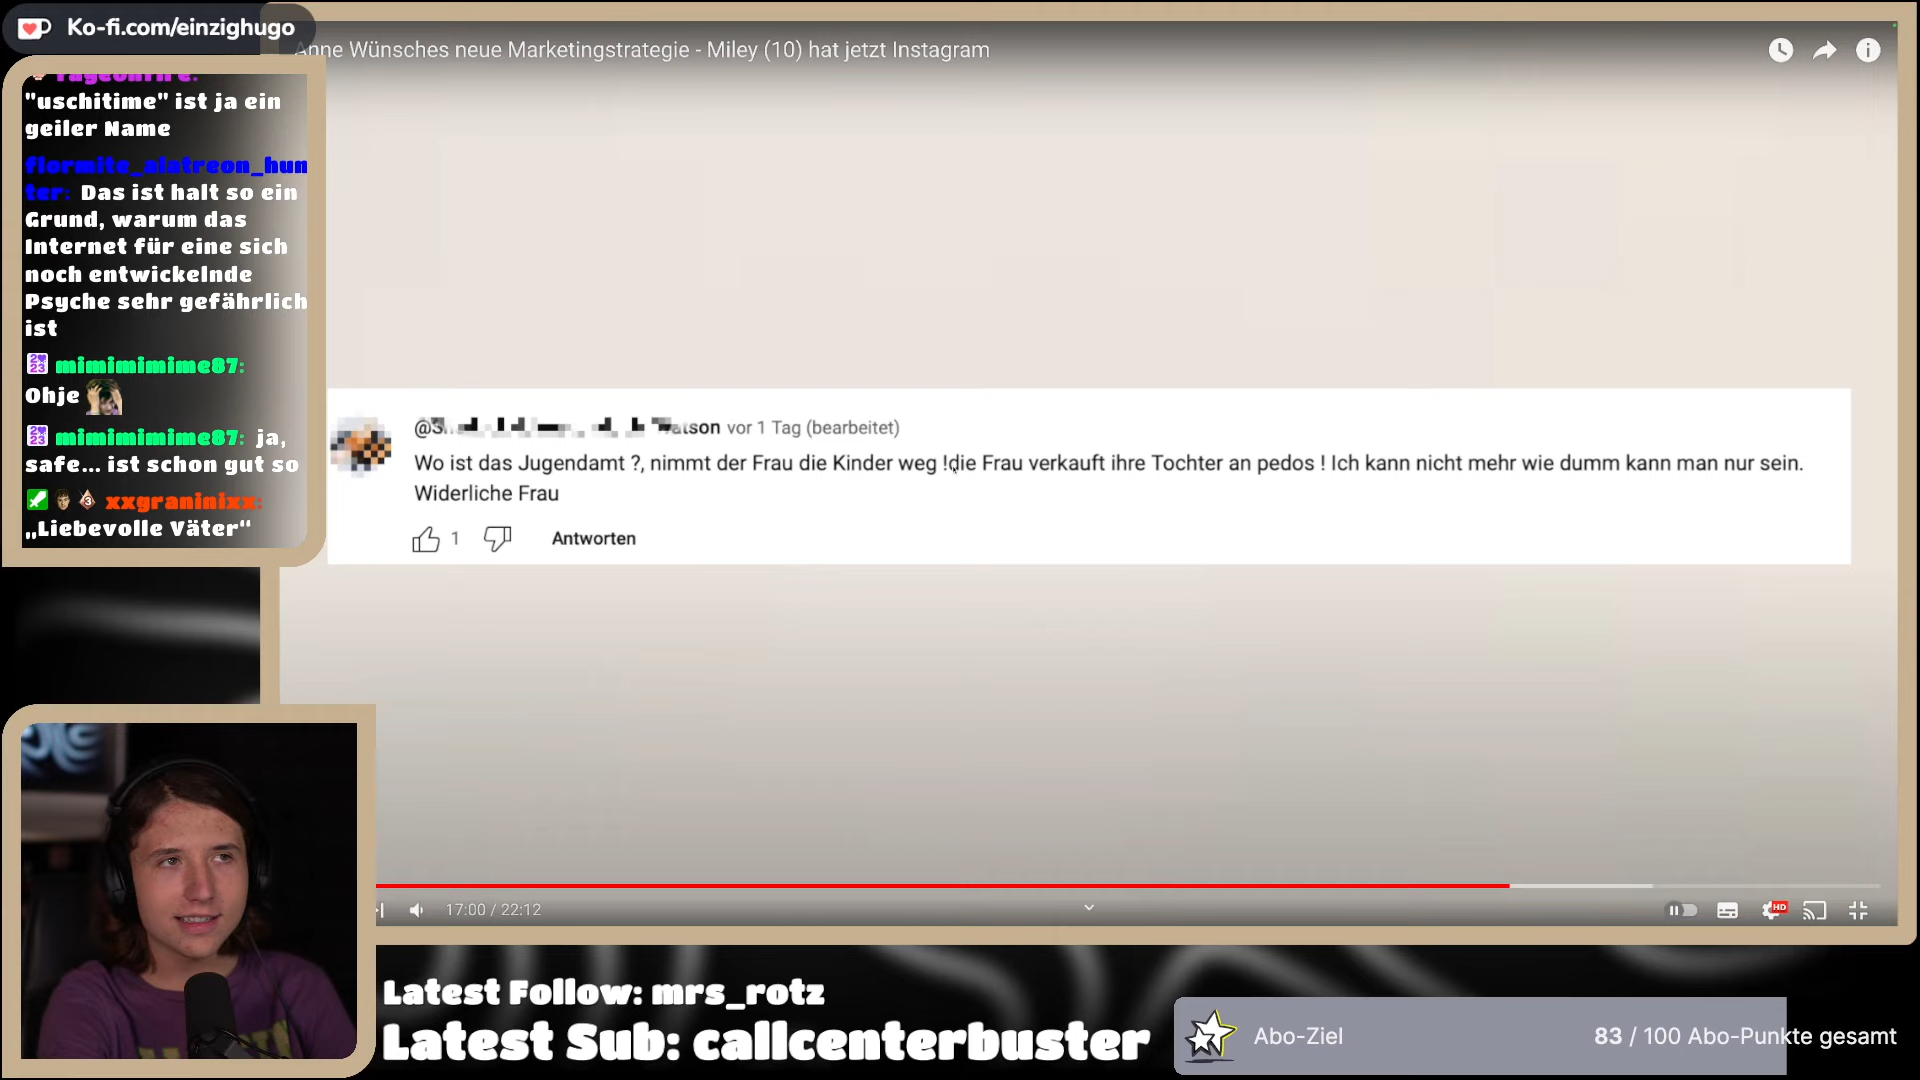 Ko-fi.com/einzighugo
Anne Wünsches neue Marketingstrategie - Miley (10) hat jetzt Instagram
rageonfire:
"uschitime" ist ja ein
geiler Name
flormite_alatreon_hun
ter: Das ist halt so ein
Grund, warum das
Internet für eine sich
noch entwickelnde
Psyche sehr gefährlich
ist
mimimimime87:
Ohje
mimimimime87: ja,
safe... ist schon gut so
xxgraninixx:
„Liebevolle Väter“
vor 1 Tag (bearbeitet)
Wo ist das Jugendamt ?, nimmt der Frau die Kinder weg !die Frau verkauft ihre Tochter an pedos ! Ich kann nicht mehr wie dumm kann man nur sein.
Widerliche Frau
1 Antworten
17:00 / 22:12
HD
Latest Follow: mrs_rotz
Latest Sub: callcenterbuster
Abo-Ziel
83 / 100 Abo-Punkte gesamt